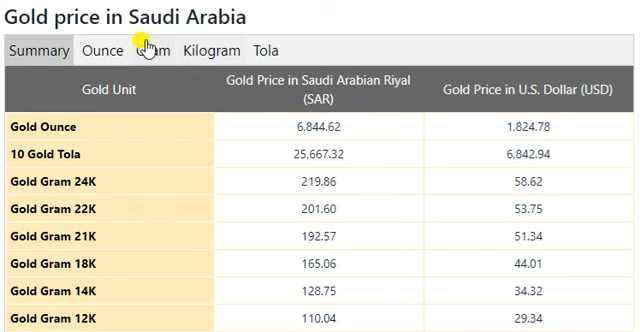 Gold price in Saudi Arabia
Summary Ounce Gram Kilogram Tola
Gold Unit Gold Price in Saudi Arabian Riyal (SAR) Gold Price in U.S. Dollar (USD)
Gold Ounce 6,844.62 1,824.78
10 Gold Tola 25,667.32 6,842.94
Gold Gram 24K 219.86 58.62
Gold Gram 22K 201.60 53.75
Gold Gram 21K 192.57 51.34
Gold Gram 18K 165.06 44.01
Gold Gram 14K 128.75 34.32
Gold Gram 12K 110.04 29.34